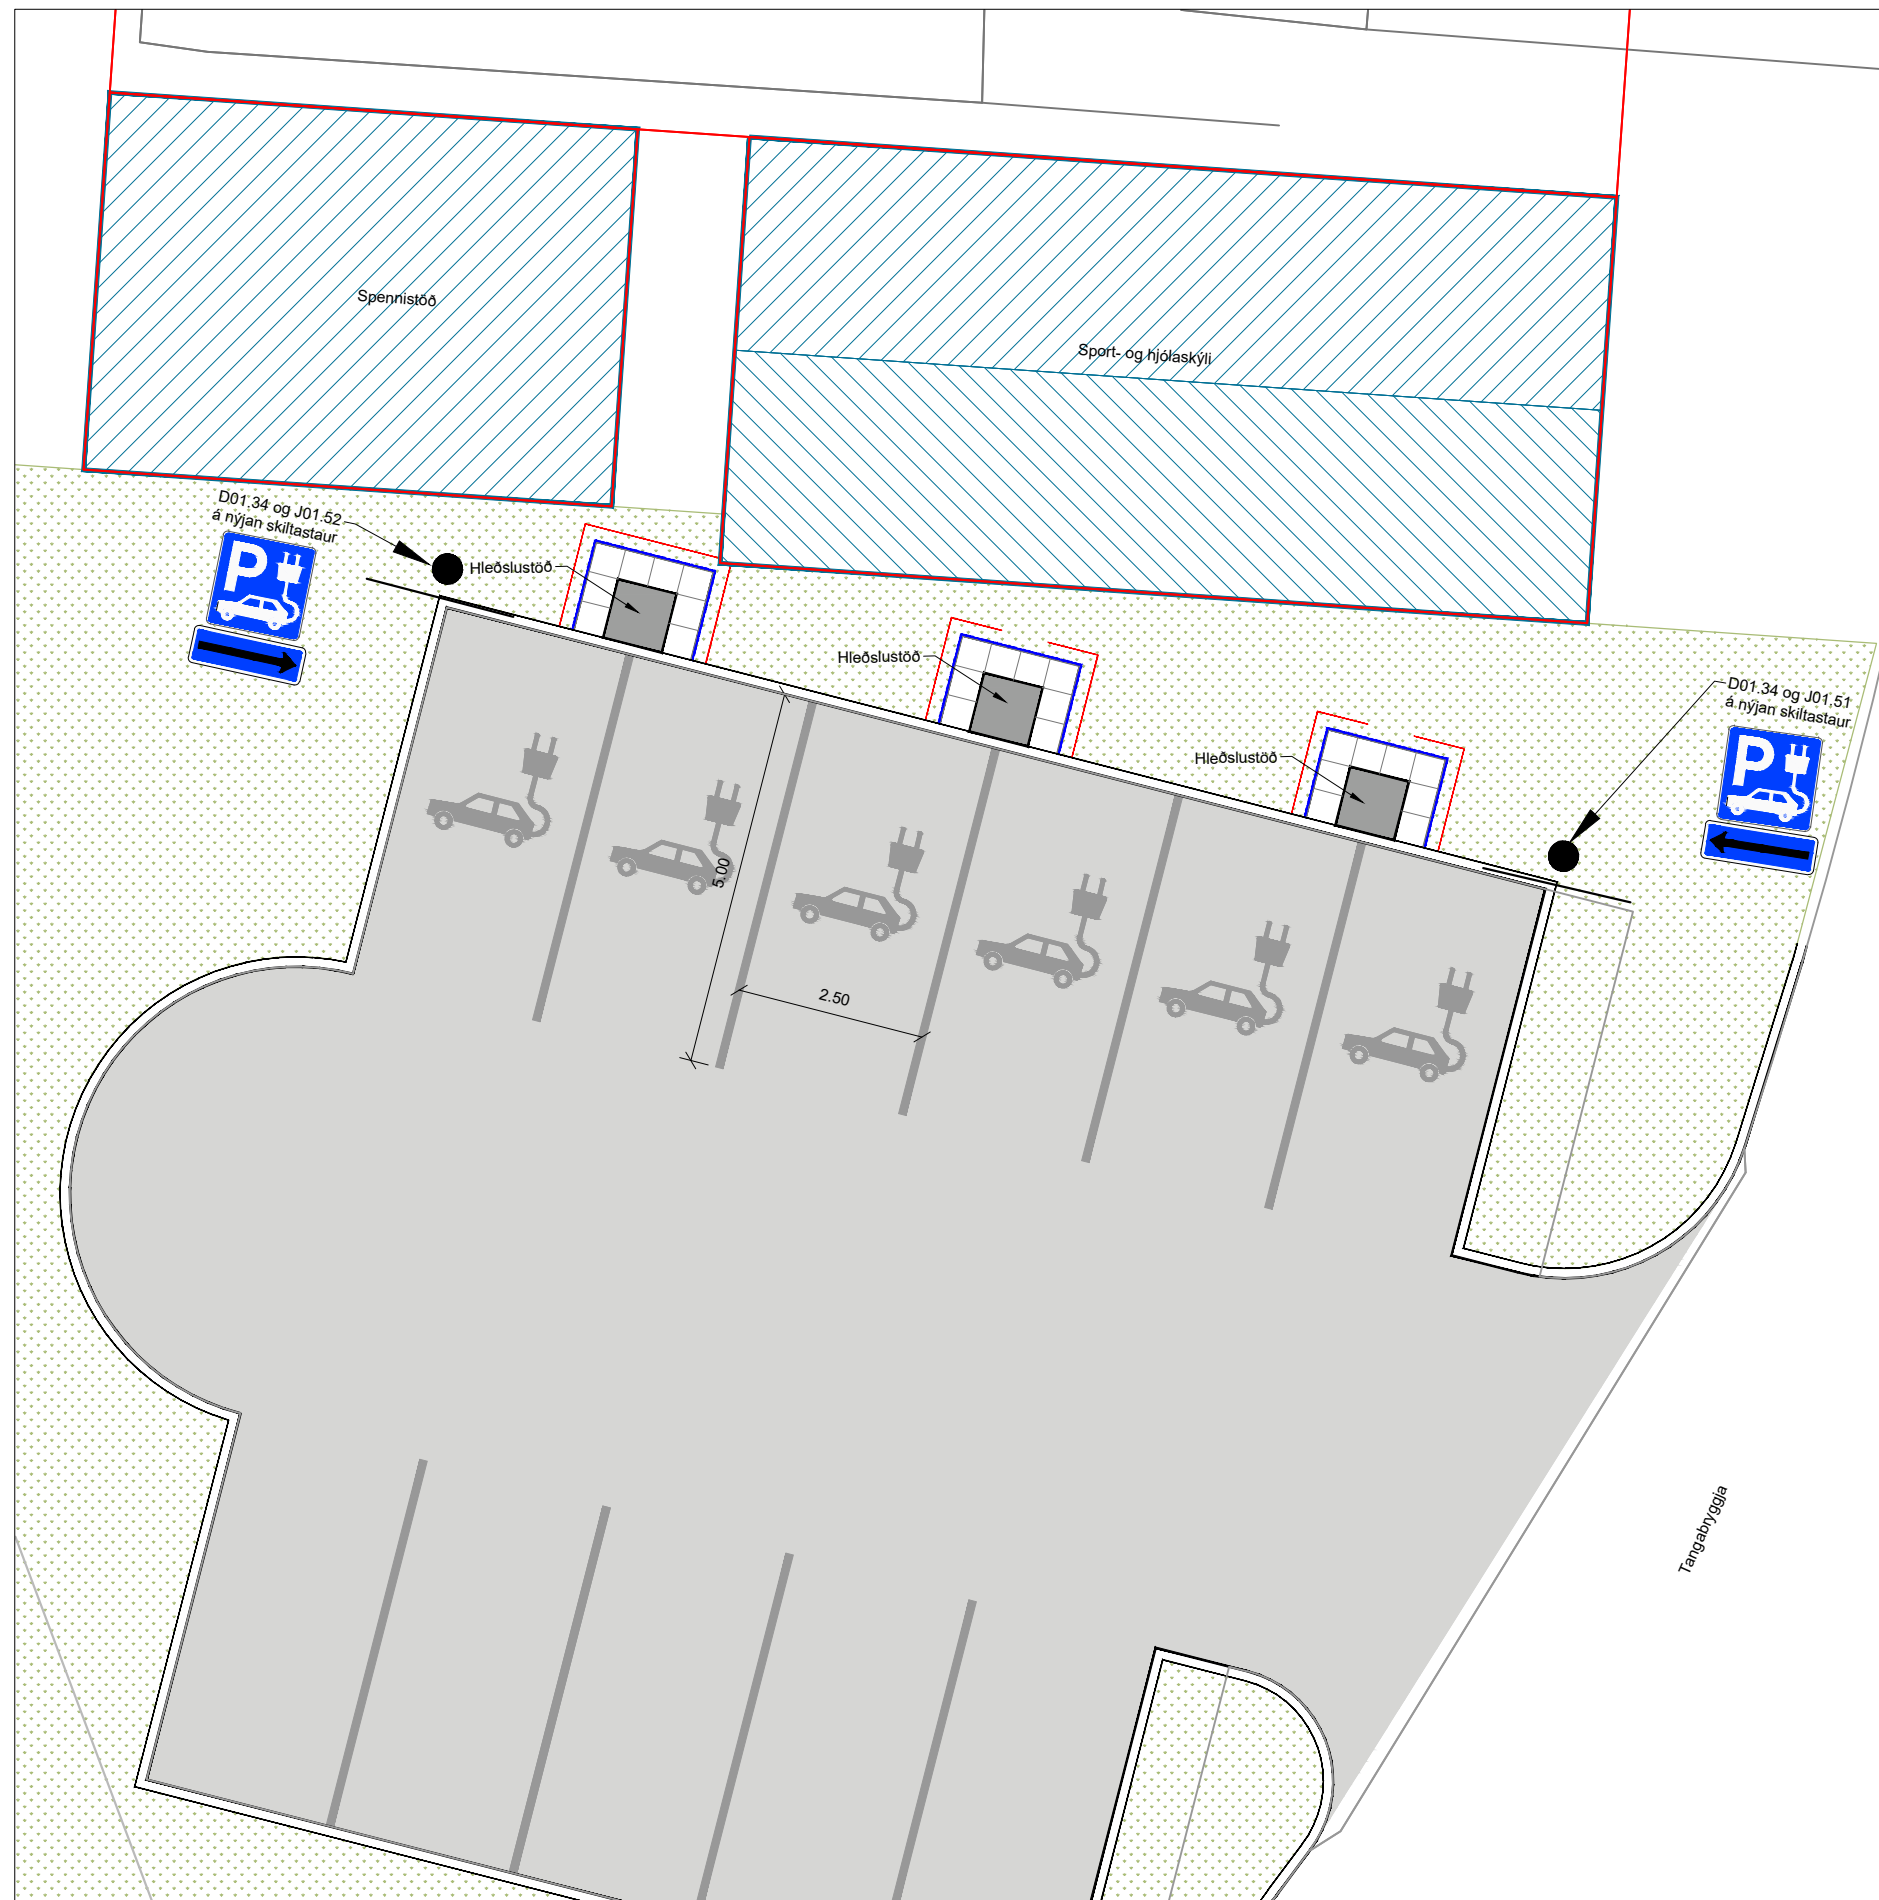 Spennistöð
Sport- og hjólaskýli
D01.34 og J01.52
á nýjan skiltastaur
P
Hleðslustöð
Hleðslustöð
Hleðslustöð
D01.34 og J01.51
á nýjan skiltastaur
P
5.00
2.50
Tangabryggja